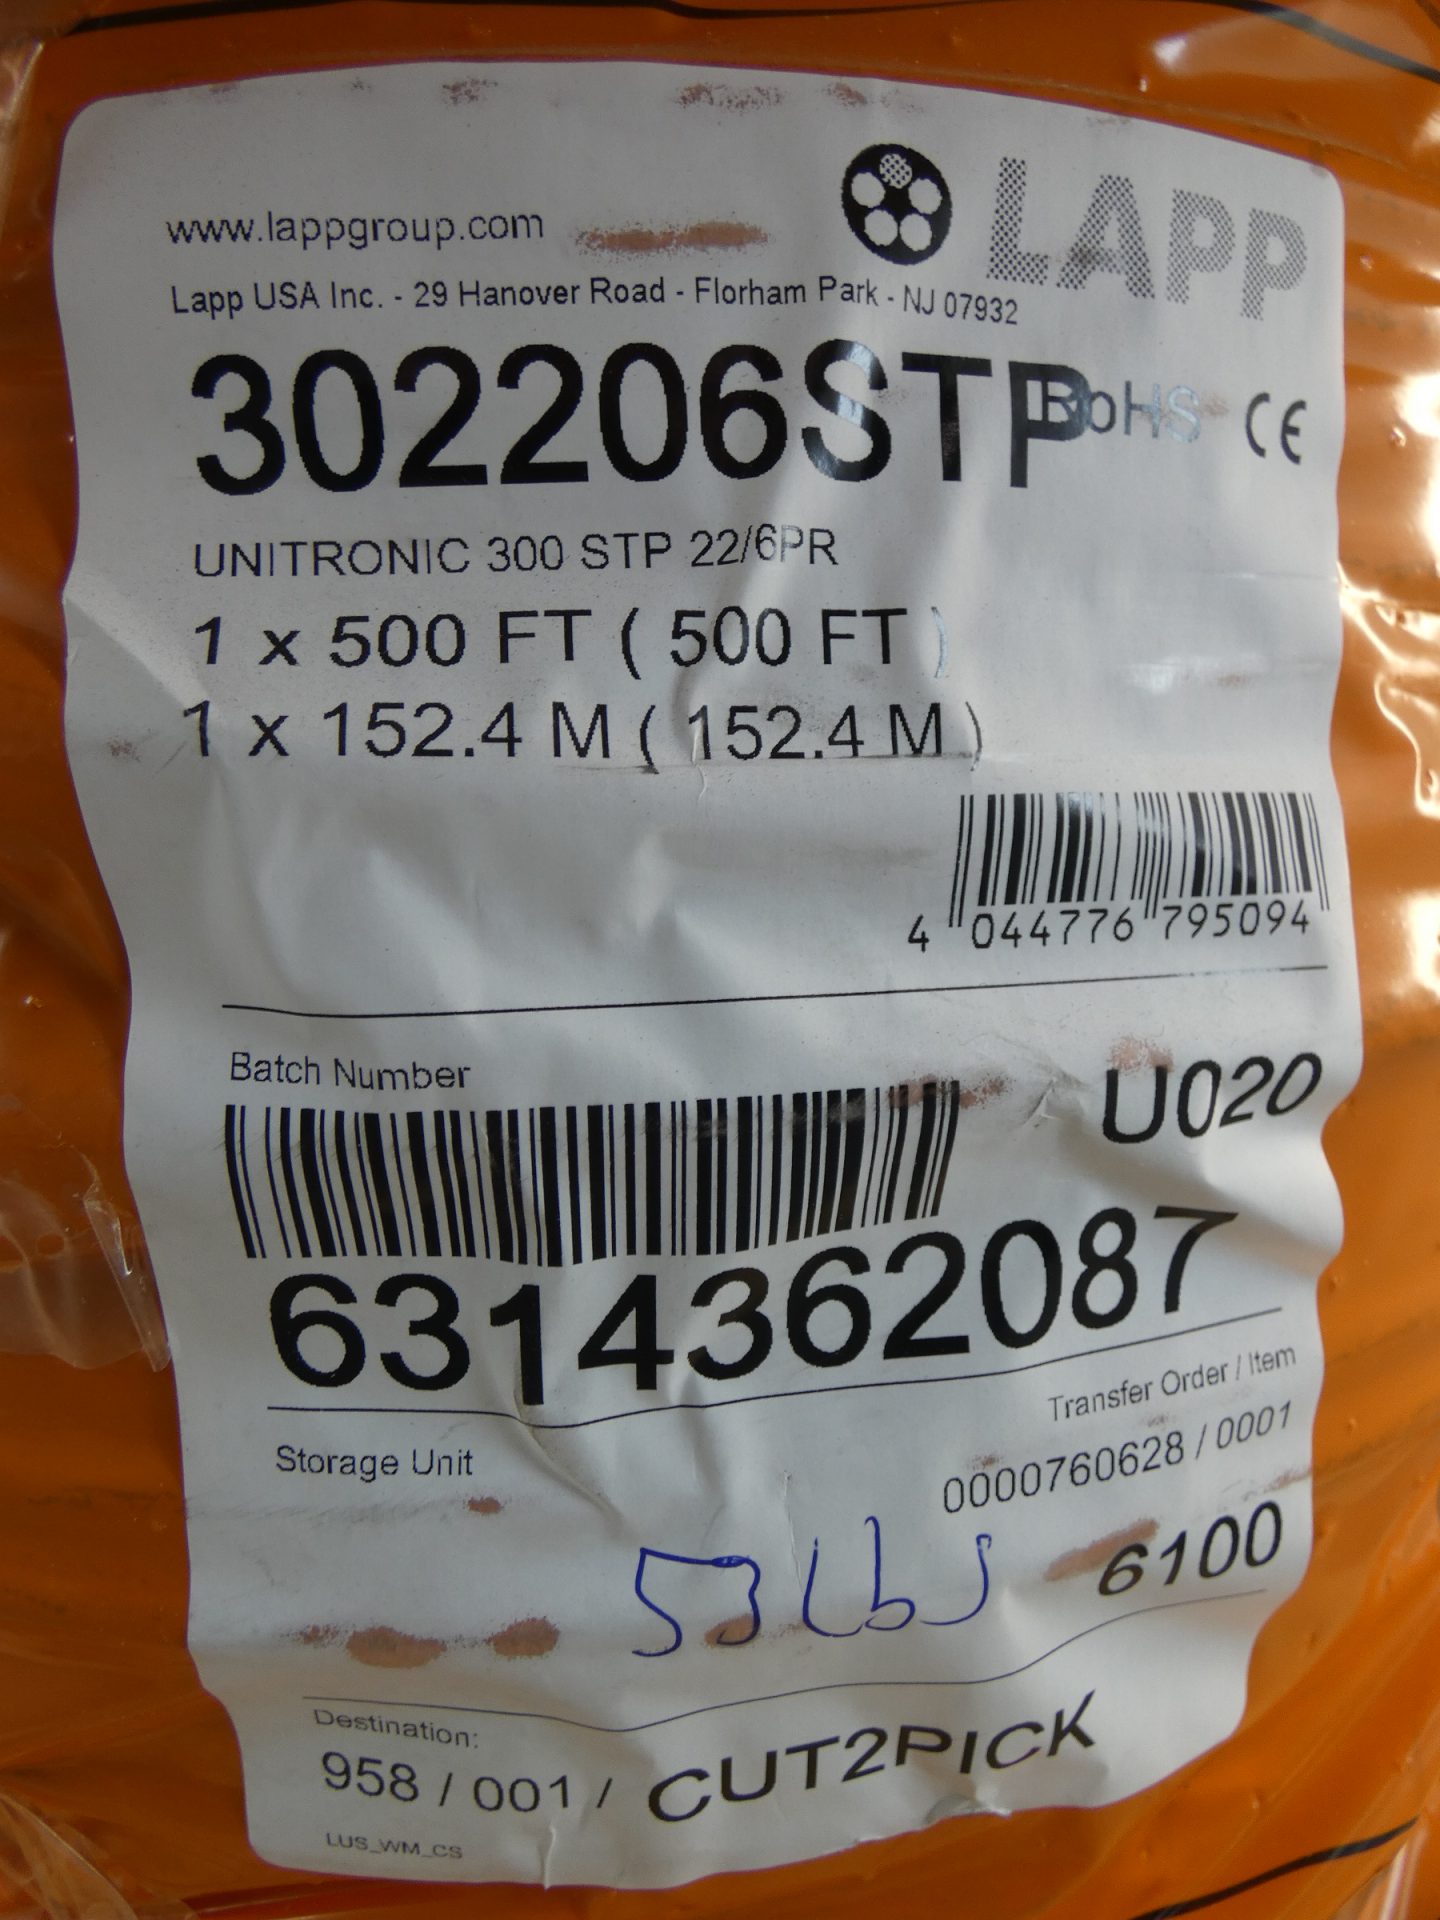 www.lappgroup.com
LAPP
Lapp USA Inc. - 29 Hanover Road - Florham Park - NJ 07932
302206STP RoHS CE
UNITRONIC 300 STP 22/6PR
1 x 500 FT ( 500 FT )
1 x 152.4 M ( 152.4 M )
4 044776 795094
Batch Number
U020
6314362087
Transfer Order / Item
Storage Unit
0000760628 / 0001
53 lbs
6100
Destination:
958 / 001 / CUT2PICK
LUS_WM_CS